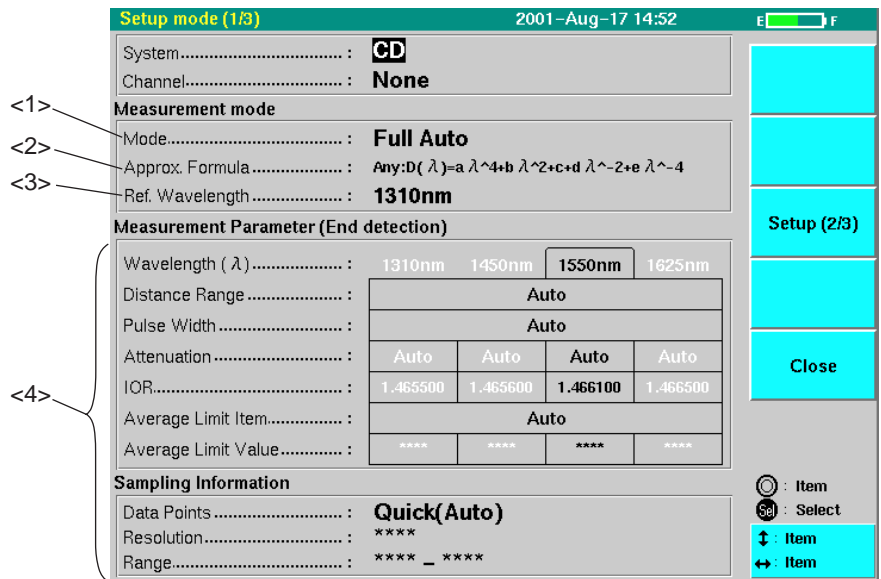 Setup mode (1/3) 2001-Aug-17 14:52 E F
System : CD
Channel : None
<1> Measurement mode
<2> Mode : Full Auto
Approx. Formula : Any:D( λ )=a λ^4+b λ^2+c+d λ^-2+e λ^-4
<3> Ref. Wavelength : 1310nm
Setup (2/3)
Measurement Parameter (End detection)
Wavelength ( λ ) : 1310nm 1450nm 1550nm 1625nm
Distance Range : Auto
Pulse Width : Auto
Attenuation : Auto Auto Auto Auto
Close
<4> IOR : 1.465500 1.465600 1.466100 1.466500
Average Limit Item : Auto
Average Limit Value : **** **** **** ****
Sampling Information
Data Points : Quick(Auto)
Resolution : ****
Range : **** – ****
: Item
Sel : Select
↕ : Item
↔ : Item